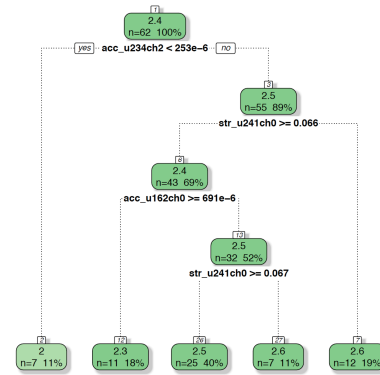 1
2.4
n=62 100%
yes acc_u234ch2 < 253e-6 no
3
2.5
n=55 89%
str_u241ch0 >= 0.066
6
2.4
n=43 69%
acc_u162ch0 >= 691e-6
13
2.5
n=32 52%
str_u241ch0 >= 0.067
2 12 26 27 7
2 2.3 2.5 2.6 2.6
n=7 11% n=11 18% n=25 40% n=7 11% n=12 19%